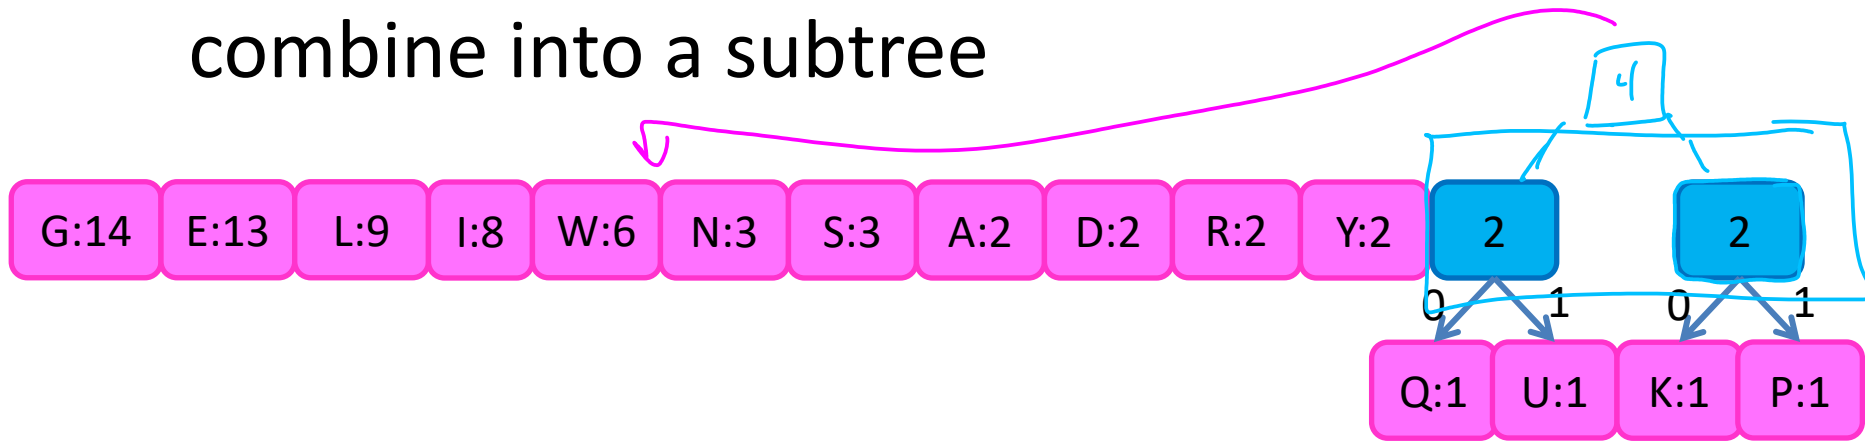 combine into a subtree
4
G:14 E:13 L:9 I:8 W:6 N:3 S:3 A:2 D:2 R:2 Y:2 2 2
0 1 0 1
Q:1 U:1 K:1 P:1